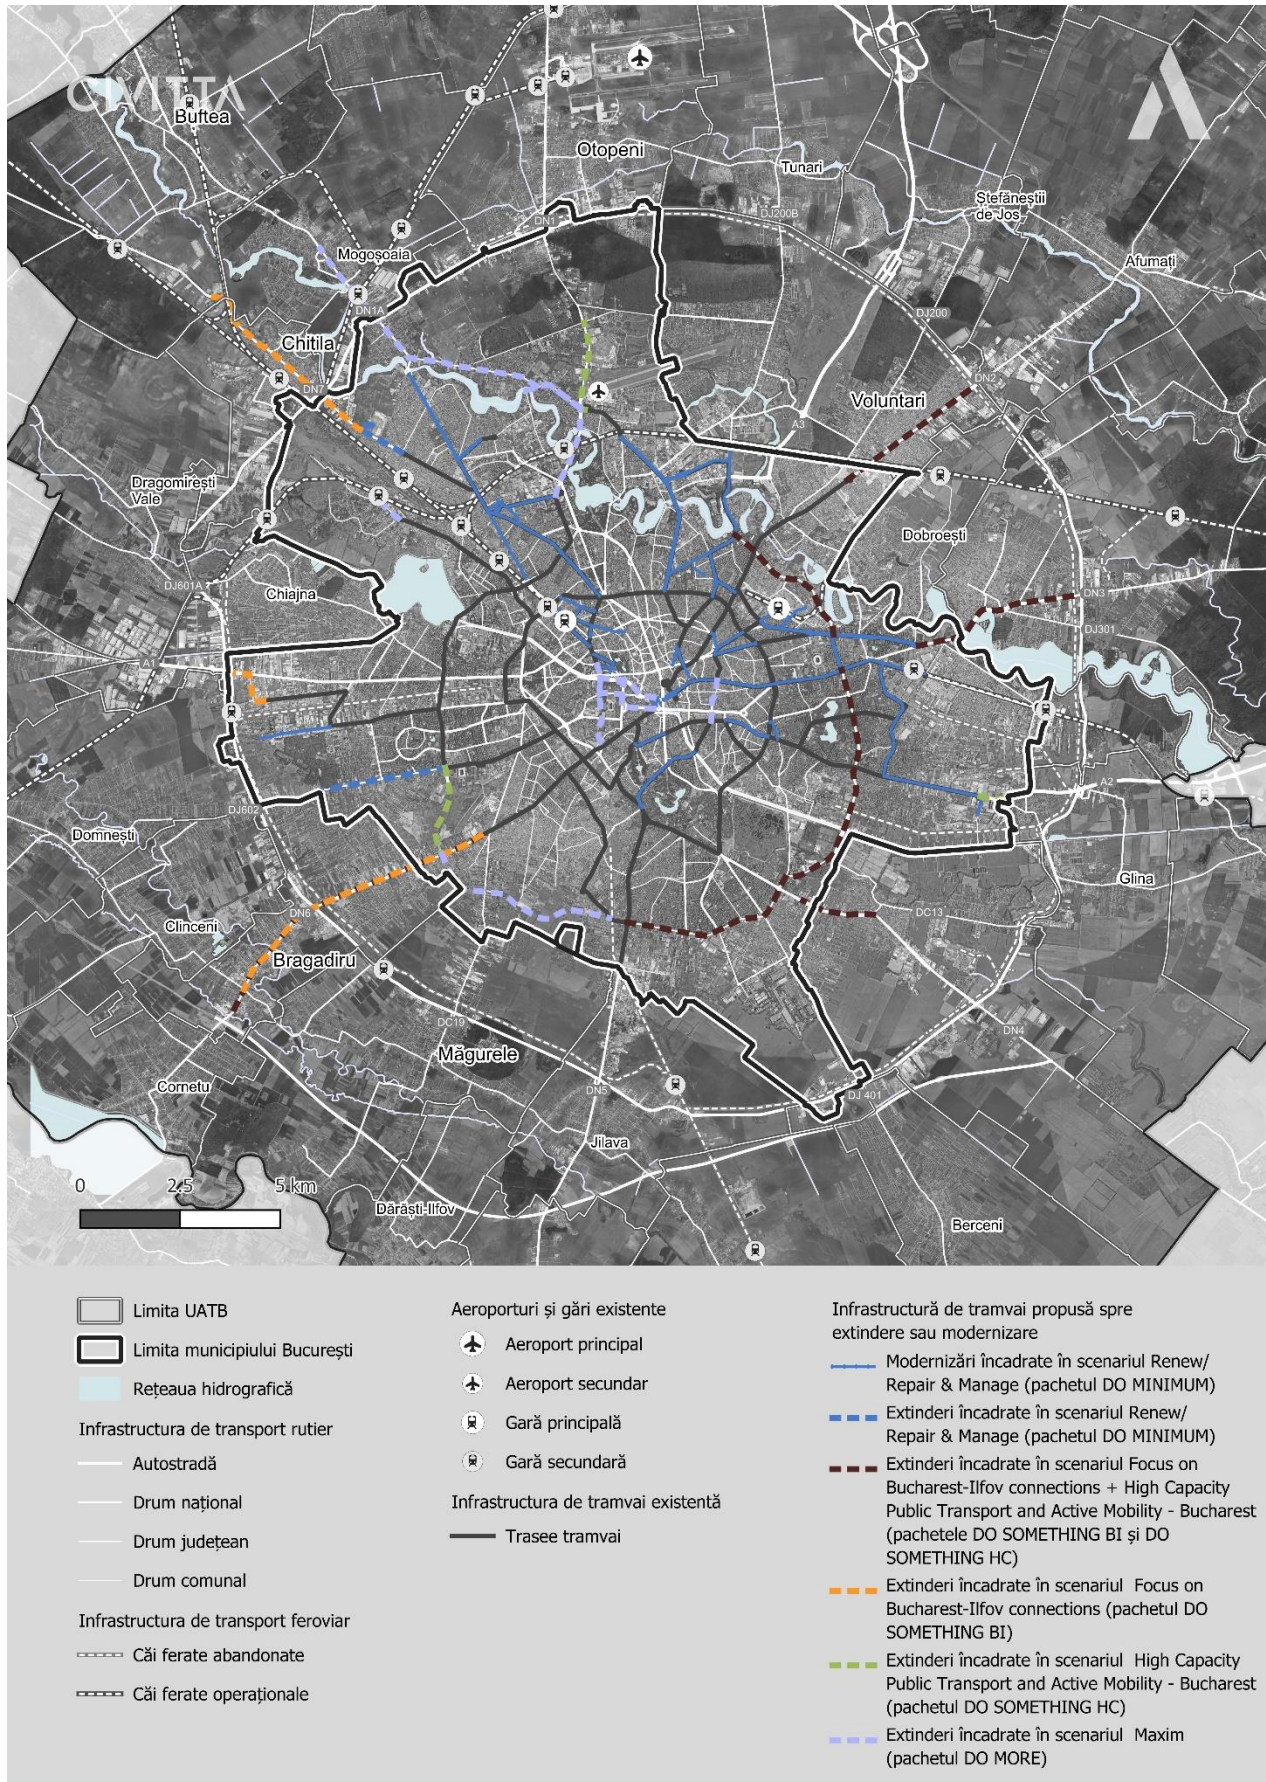 CIVITTA
Buftea
Otopeni
Tunari
Ștefăneștii
de Jos
DN1
DJ200B
Mogoșoaia
Afumați
DN1A
DJ200
Chitila
DN7
DN2
Voluntari
A3
Dragomirești
Vale
Dobroești
DJ601A
Chiajna
DN3
DJ301
A1
A2
DJ602
Domnești
Glina
DN6
DC13
Clinceni
Bragadiru
DC19
DN4
Măgurele
Cornetu
DN5
DJ 401
Jilava
0 2.5 5 km
Dărăști-Ilfov
Berceni
Limita UATB
Limita municipiului București
Rețeaua hidrografică
Infrastructura de transport rutier
Autostradă
Drum național
Drum județean
Drum comunal
Infrastructura de transport feroviar
Căi ferate abandonate
Căi ferate operaționale
Aeroporturi și gări existente
Aeroport principal
Aeroport secundar
Gară principală
Gară secundară
Infrastructura de tramvai existentă
Trasee tramvai
Infrastructură de tramvai propusă spre
extindere sau modernizare
Modernizări încadrate în scenariul Renew/
Repair & Manage (pachetul DO MINIMUM)
Extinderi încadrate în scenariul Renew/
Repair & Manage (pachetul DO MINIMUM)
Extinderi încadrate în scenariul Focus on
Bucharest-Ilfov connections + High Capacity
Public Transport and Active Mobility - Bucharest
(pachetele DO SOMETHING BI și DO
SOMETHING HC)
Extinderi încadrate în scenariul Focus on
Bucharest-Ilfov connections (pachetul DO
SOMETHING BI)
Extinderi încadrate în scenariul High Capacity
Public Transport and Active Mobility - Bucharest
(pachetul DO SOMETHING HC)
Extinderi încadrate în scenariul Maxim
(pachetul DO MORE)